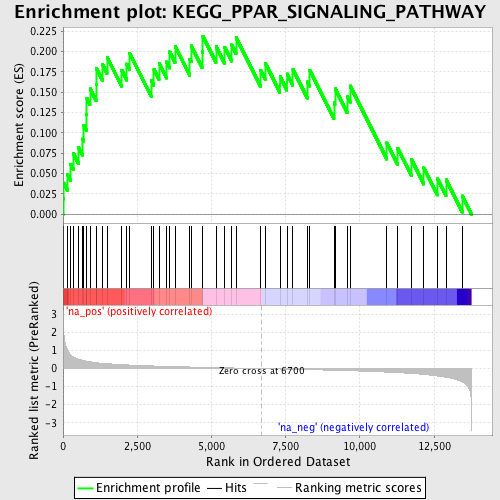 Enrichment plot: KEGG_PPAR_SIGNALING_PATHWAY
Enrichment score (ES)
0.225
0.200
0.175
0.150
0.125
0.100
0.075
0.050
0.025
0.000
'na_pos' (positively correlated)
Ranked list metric (PreRanked)
3
2
1
0
-1
-2
-3
Zero cross at 6700
'na_neg' (negatively correlated)
0 2,500 5,000 7,500 10,000 12,500
Rank in Ordered Dataset
Enrichment profile Hits Ranking metric scores